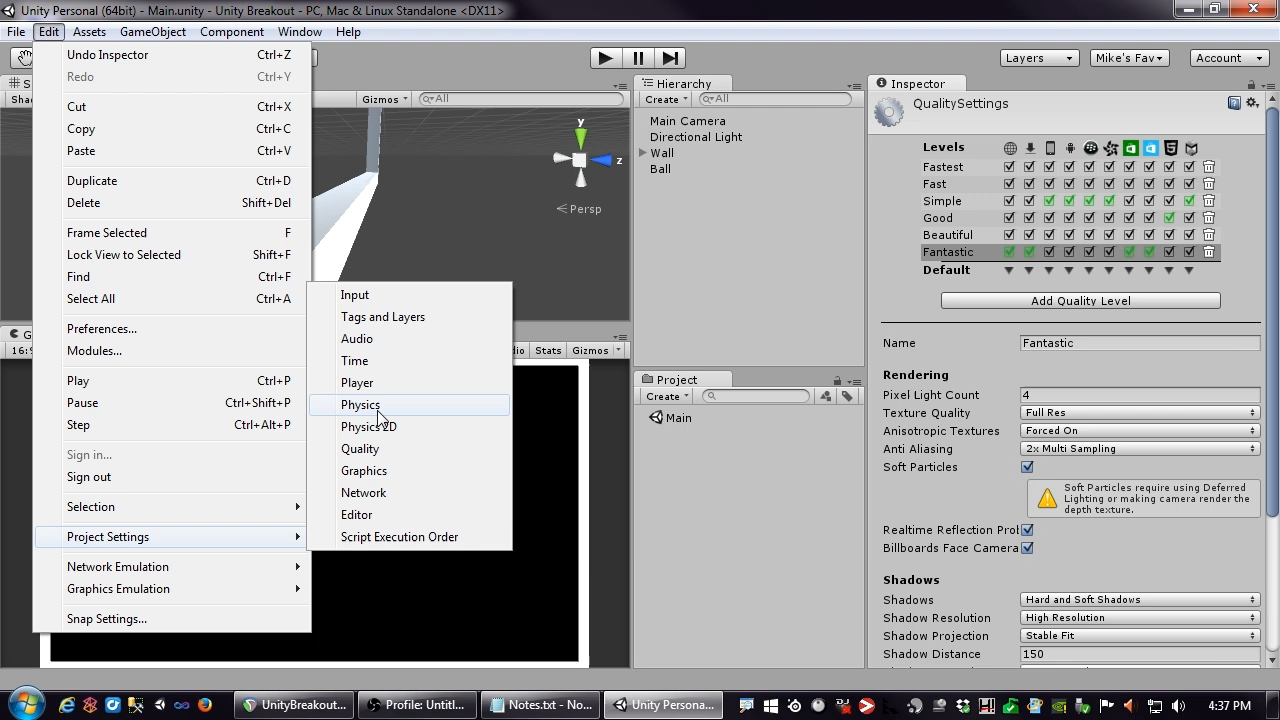 Unity Personal (64bit) - Main.unity - Unity Breakout - PC, Mac & Linux Standalone <DX11>
File Edit Assets GameObject Component Window Help
Layers Mike's Fav Account
Undo Inspector Ctrl+Z
Redo Ctrl+Y
Cut Ctrl+X
Copy Ctrl+C
Paste Ctrl+V
Duplicate Ctrl+D
Delete Shift+Del
Frame Selected F
Lock View to Selected Shift+F
Find Ctrl+F
Select All Ctrl+A
Preferences...
Modules...
Play Ctrl+P
Pause Ctrl+Shift+P
Step Ctrl+Alt+P
Sign in...
Sign out
Selection
Project Settings
Network Emulation
Graphics Emulation
Snap Settings...
Input
Tags and Layers
Audio
Time
Player
Physics
Physics 2D
Quality
Graphics
Network
Editor
Script Execution Order
S
Shad Gizmos All
y
z
Persp
G
16:9 Stats Gizmos
Hierarchy
Create All
Main Camera
Directional Light
Wall
Ball
Project
Create
Main
Inspector
QualitySettings
Levels
Fastest
Fast
Simple
Good
Beautiful
Fantastic
Default
Add Quality Level
Name Fantastic
Rendering
Pixel Light Count 4
Texture Quality Full Res
Anisotropic Textures Forced On
Anti Aliasing 2x Multi Sampling
Soft Particles
Soft Particles require using Deferred
Lighting or making camera render the
depth texture.
Realtime Reflection Prol
Billboards Face Camera
Shadows
Shadows Hard and Soft Shadows
Shadow Resolution High Resolution
Shadow Projection Stable Fit
Shadow Distance 150
UnityBreakout... Profile: Untitl... Notes.txt - No... Unity Persona... 4:37 PM